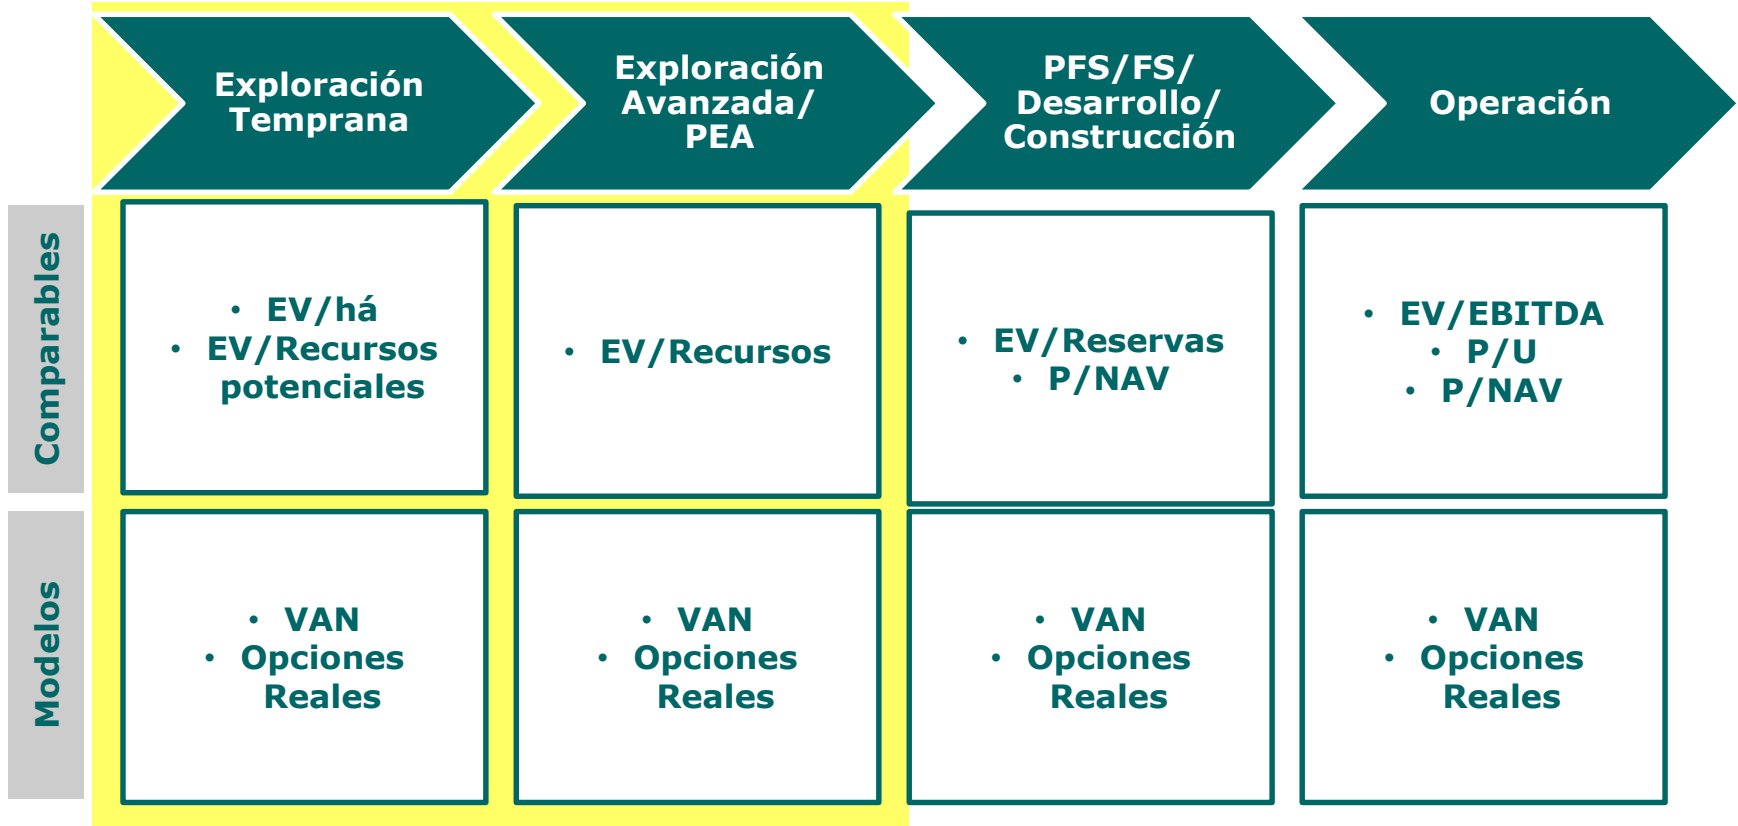 Exploración
Temprana
Exploración
Avanzada/
PEA
PFS/FS/
Desarrollo/
Construcción
Operación
Comparables
• EV/há
• EV/Recursos
potenciales
• EV/Recursos
• EV/Reservas
• P/NAV
• EV/EBITDA
• P/U
• P/NAV
Modelos
• VAN
• Opciones
Reales
• VAN
• Opciones
Reales
• VAN
• Opciones
Reales
• VAN
• Opciones
Reales